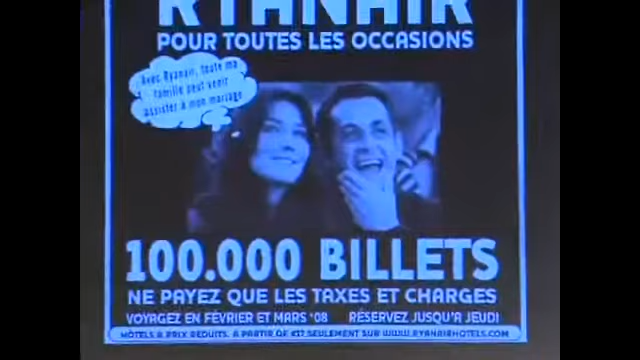 RYANAIR
POUR TOUTES LES OCCASIONS
Avec Ryanair, toute ma
famille peut venir
assister à mon mariage
100.000 BILLETS
NE PAYEZ QUE LES TAXES ET CHARGES
VOYAGEZ EN FÉVRIER ET MARS '08 RÉSERVEZ JUSQU'A JEUDI
HÔTELS A PRIX REDUITS. A PARTIR DE SEULEMENT SUR WWW.RYANAIRHOTELS.COM